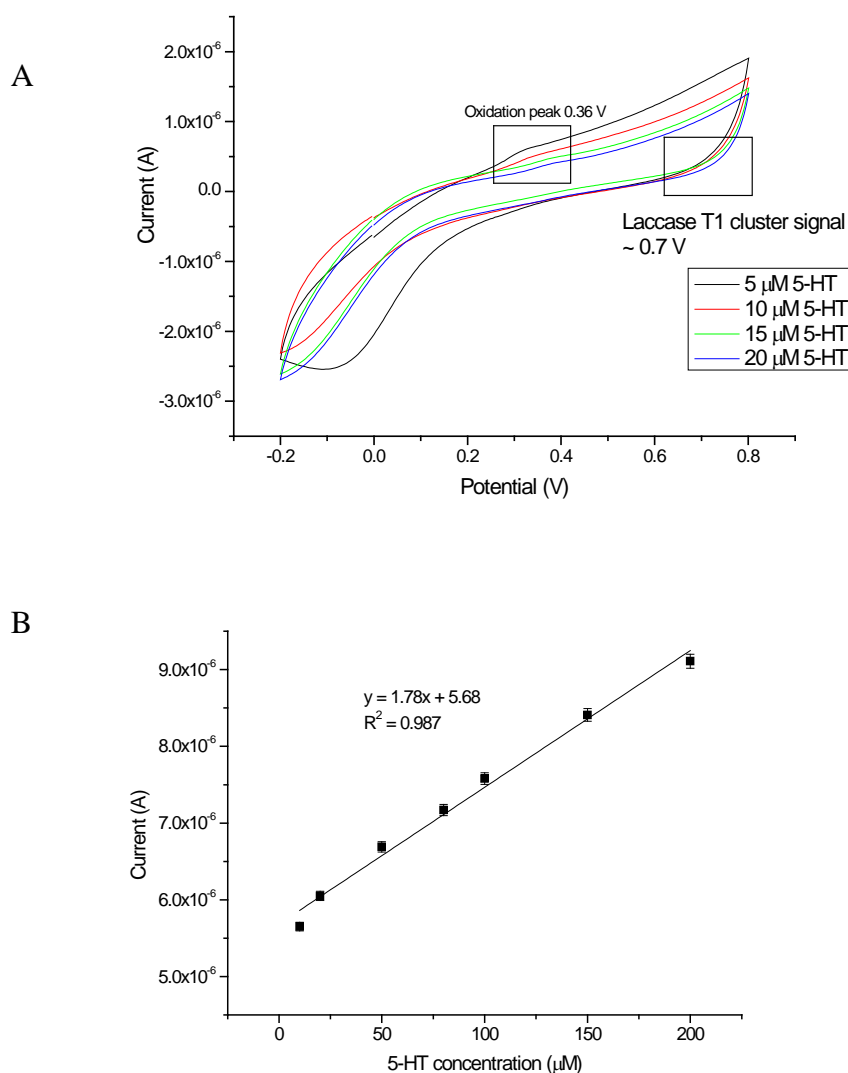 A
2.0x10⁻⁶
1.0x10⁻⁶
0.0
-1.0x10⁻⁶
-2.0x10⁻⁶
-3.0x10⁻⁶
Current (A)
Oxidation peak 0.36 V
Laccase T1 cluster signal
~ 0.7 V
5 μM 5-HT
10 μM 5-HT
15 μM 5-HT
20 μM 5-HT
-0.2 0.0 0.2 0.4 0.6 0.8
Potential (V)
B
9.0x10⁻⁶
8.0x10⁻⁶
7.0x10⁻⁶
6.0x10⁻⁶
5.0x10⁻⁶
Current (A)
y = 1.78x + 5.68
R² = 0.987
0 50 100 150 200
5-HT concentration (μM)